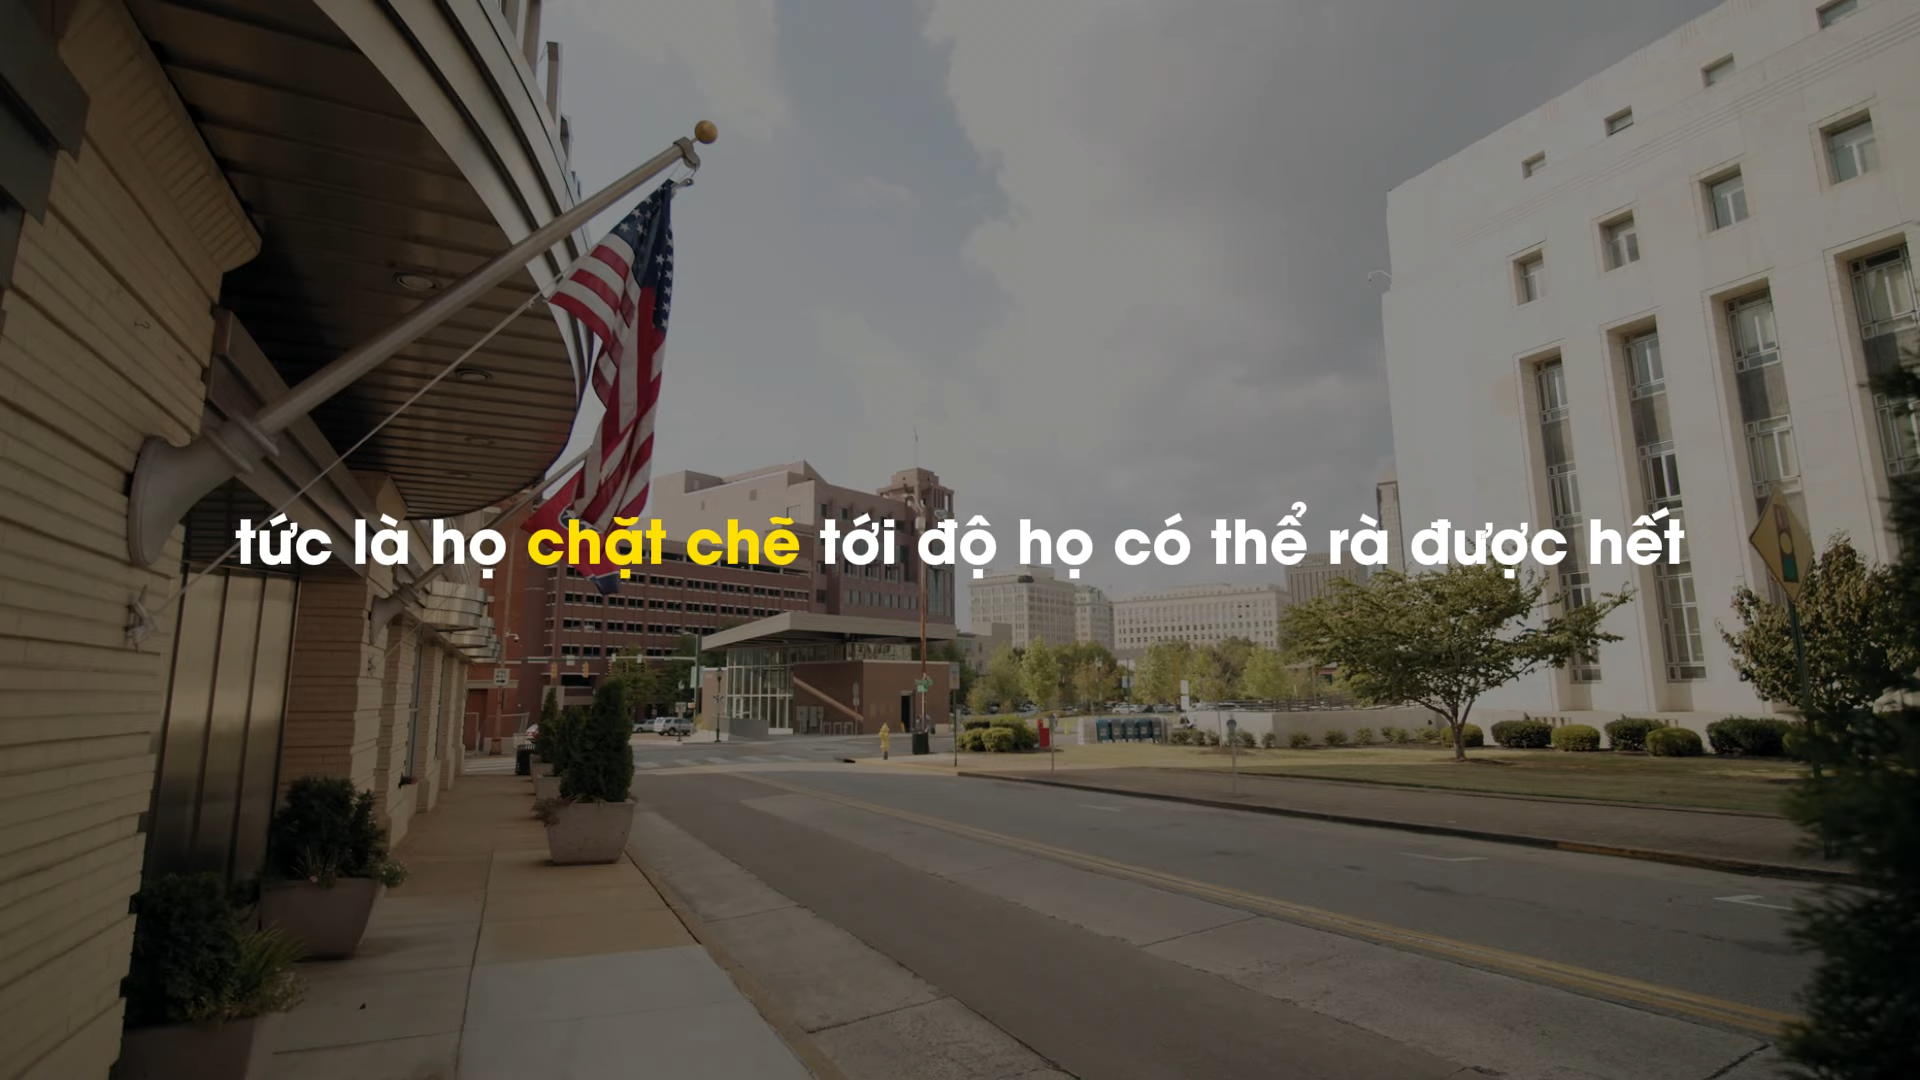 tức là họ chặt chẽ tới độ họ có thể rà được hết